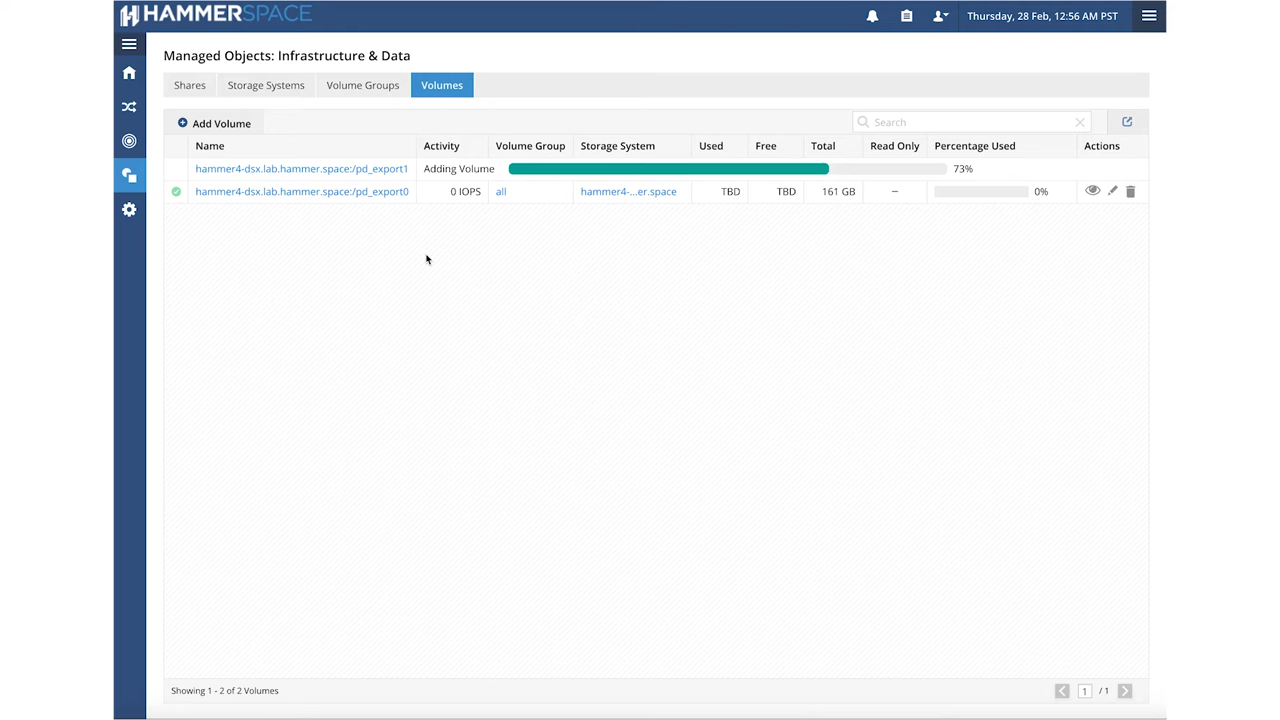 HAMMERSPACE
Thursday, 28 Feb, 12:56 AM PST
Managed Objects: Infrastructure & Data
Shares Storage Systems Volume Groups Volumes
Add Volume Search
Name Activity Volume Group Storage System Used Free Total Read Only Percentage Used Actions
hammer4-dsx.lab.hammer.space:/pd_export1 Adding Volume 73%
hammer4-dsx.lab.hammer.space:/pd_export0 0 IOPS all hammer4-...er.space TBD TBD 161 GB – 0%
Showing 1 - 2 of 2 Volumes 1 / 1